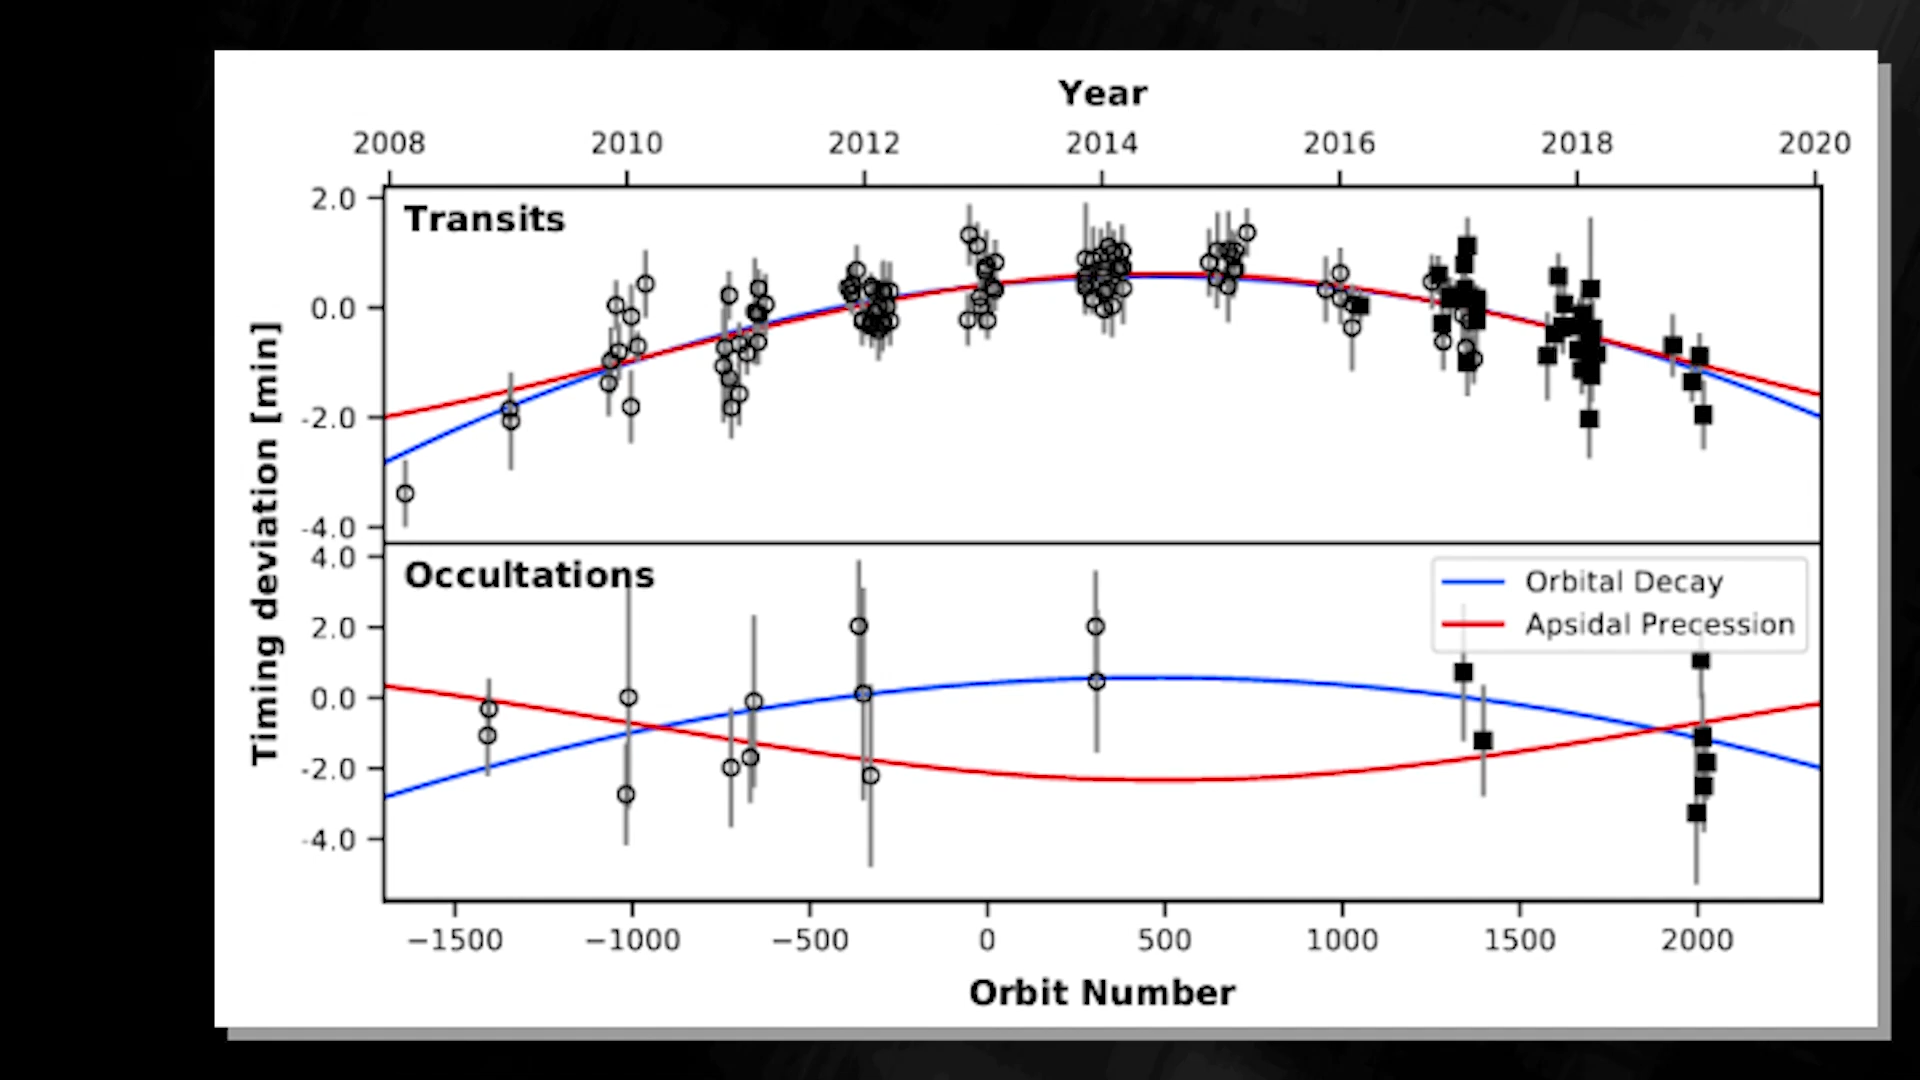 Year
2008 2010 2012 2014 2016 2018 2020
Transits
2.0
0.0
-2.0
-4.0
Timing deviation [min]
Occultations
4.0
2.0
0.0
-2.0
-4.0
Orbital Decay
Apsidal Precession
−1500 −1000 −500 0 500 1000 1500 2000
Orbit Number